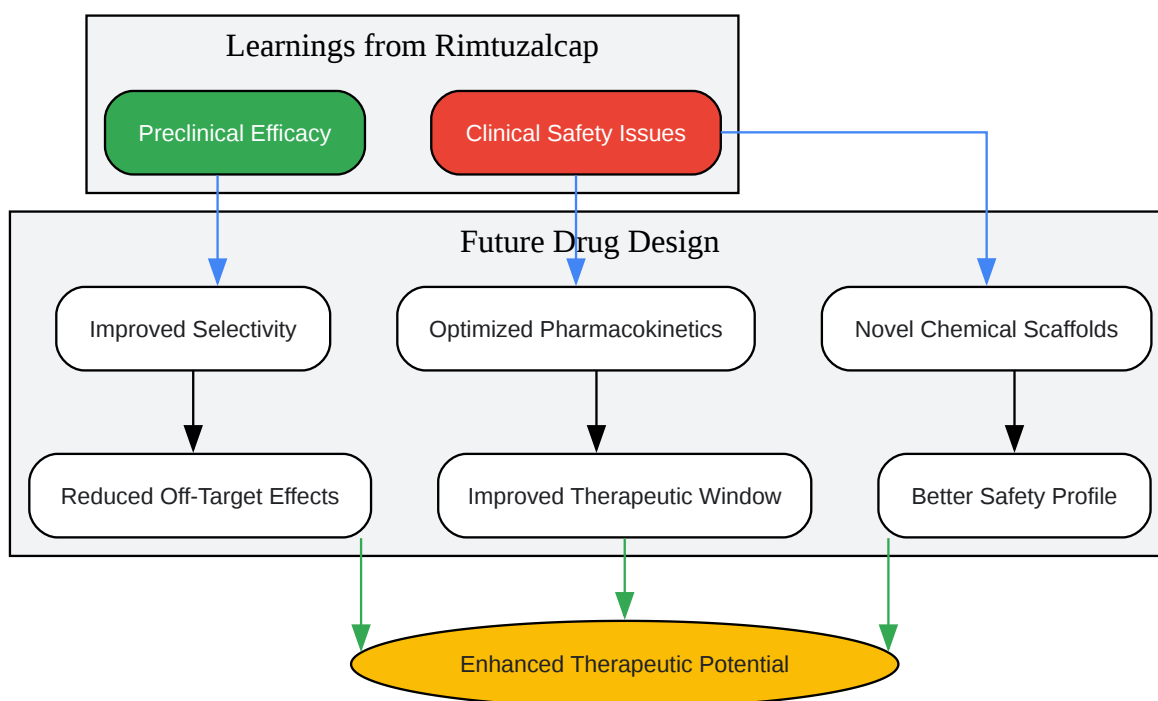 Learnings from Rimtuzalcap
Preclinical Efficacy
Clinical Safety Issues
Future Drug Design
Improved Selectivity
Optimized Pharmacokinetics
Novel Chemical Scaffolds
Reduced Off-Target Effects
Improved Therapeutic Window
Better Safety Profile
Enhanced Therapeutic Potential